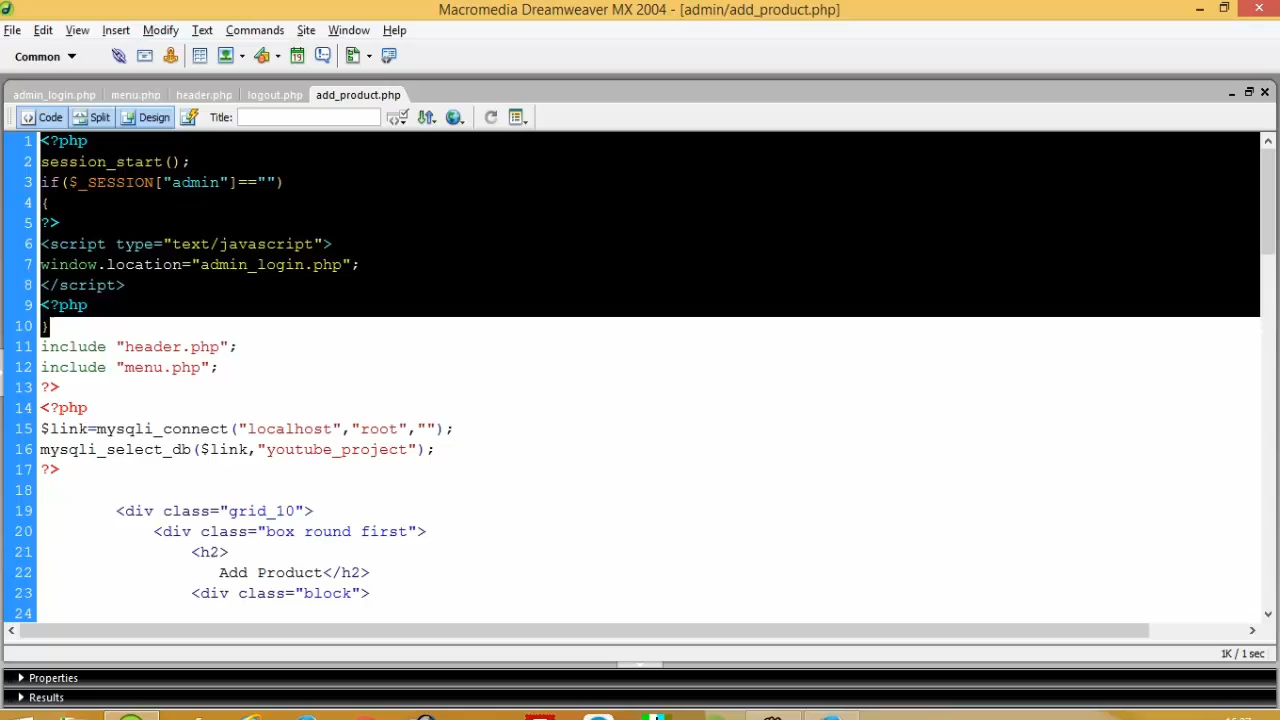 Macromedia Dreamweaver MX 2004 - [admin/add_product.php]
File Edit View Insert Modify Text Commands Site Window Help
Common
admin_login.php menu.php header.php logout.php add_product.php
Code Split Design Title:
1 <?php
2 session_start();
3 if($_SESSION["admin"]=="")
4 {
5 ?>
6 <script type="text/javascript">
7 window.location="admin_login.php";
8 </script>
9 <?php
10 }
11 include "header.php";
12 include "menu.php";
13 ?>
14 <?php
15 $link=mysqli_connect("localhost","root","");
16 mysqli_select_db($link,"youtube_project");
17 ?>
18
19 <div class="grid_10">
20 <div class="box round first">
21 <h2>
22 Add Product</h2>
23 <div class="block">
24
1K / 1 sec
Properties
Results